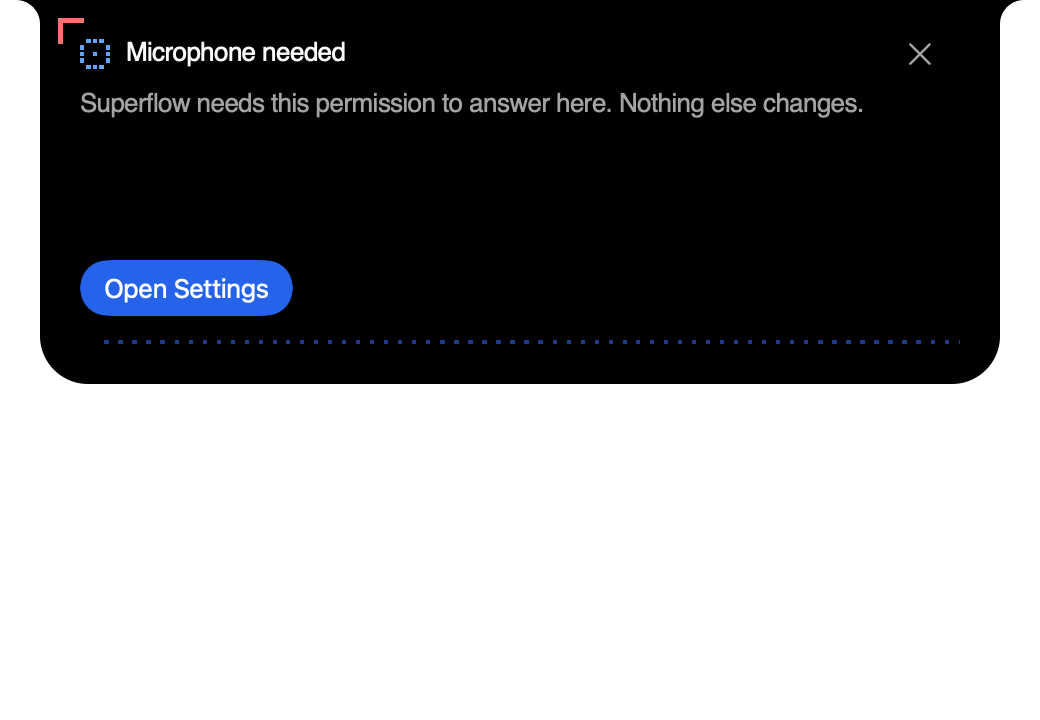 Microphone needed
Superflow needs this permission to answer here. Nothing else changes.
Open Settings